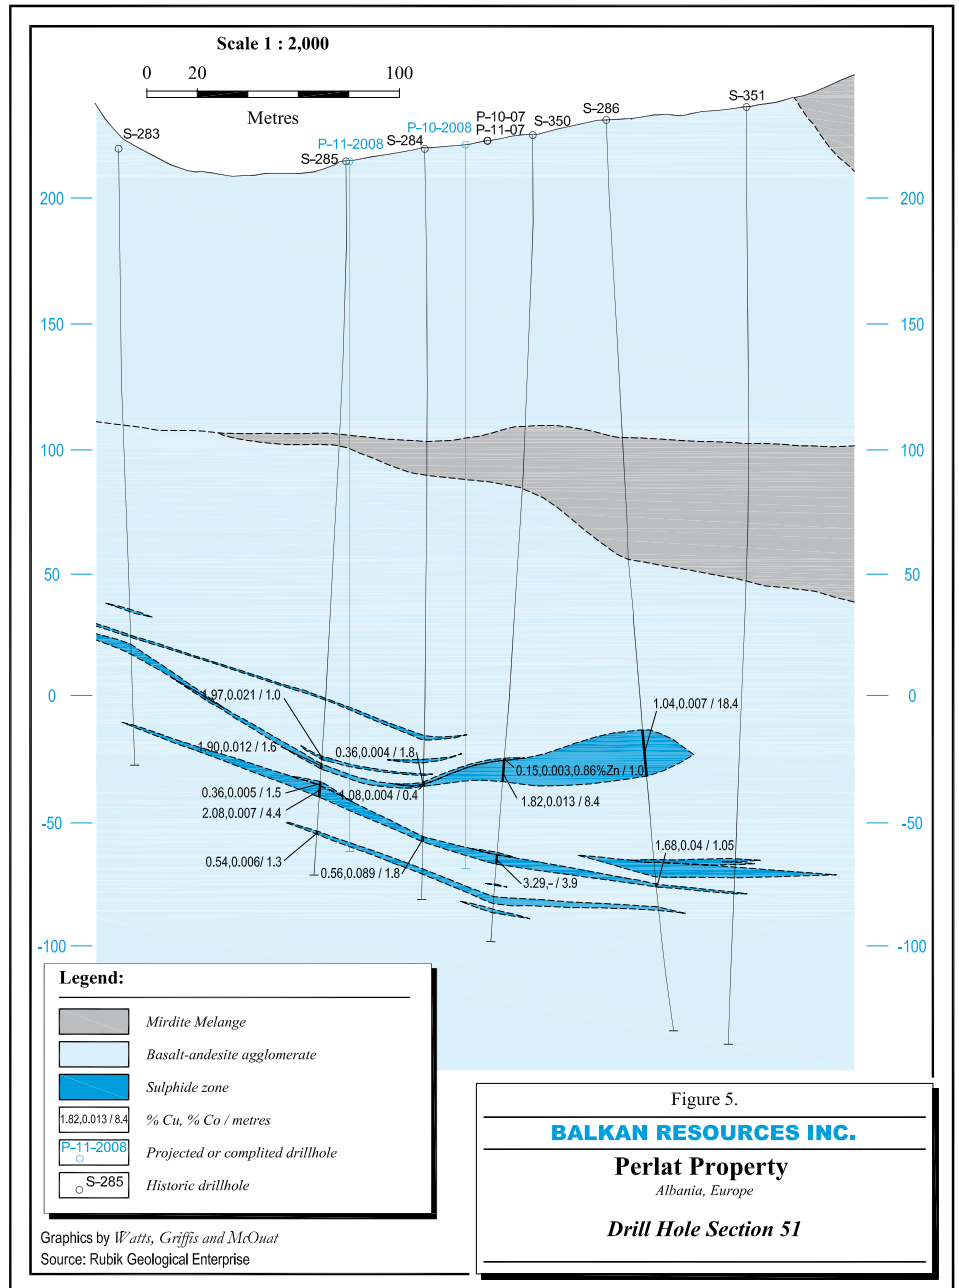 Scale 1 : 2,000
0 20 100
Metres
S-283
P-11-2008
S-285
S-284
P-10-2008
P-10-07
P-11-07
S-350
S-286
S-351
200 200
150 150
100 100
50 50
0 0
-50 -50
-100 -100
1.97,0.021 / 1.0
1.90,0.012 / 1.6
0.36,0.004 / 1.8
1.04,0.007 / 18.4
0.15,0.003,0.86%Zn / 1.0
0.36,0.005 / 1.5
1.08,0.004 / 0.4
1.82,0.013 / 8.4
2.08,0.007 / 4.4
0.54,0.006/ 1.3
0.56,0.089 / 1.8
1.68,0.04 / 1.05
3.29,- / 3.9
Legend:
Mirdite Melange
Basalt-andesite agglomerate
Sulphide zone
1.82,0.013 / 8.4 % Cu, % Co / metres
P-11-2008 Projected or complited drillhole
S-285 Historic drillhole
Graphics by Watts, Griffis and McOuat
Source: Rubik Geological Enterprise
Figure 5.
BALKAN RESOURCES INC.
Perlat Property
Albania, Europe
Drill Hole Section 51